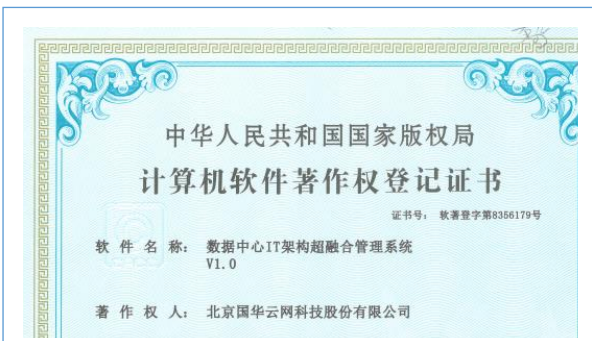 中华人民共和国国家版权局
计算机软件著作权登记证书
证书号： 软著登字第8356179号
软 件 名 称： 数据中心IT架构超融合管理系统
V1.0
著 作 权 人： 北京国华云网科技股份有限公司